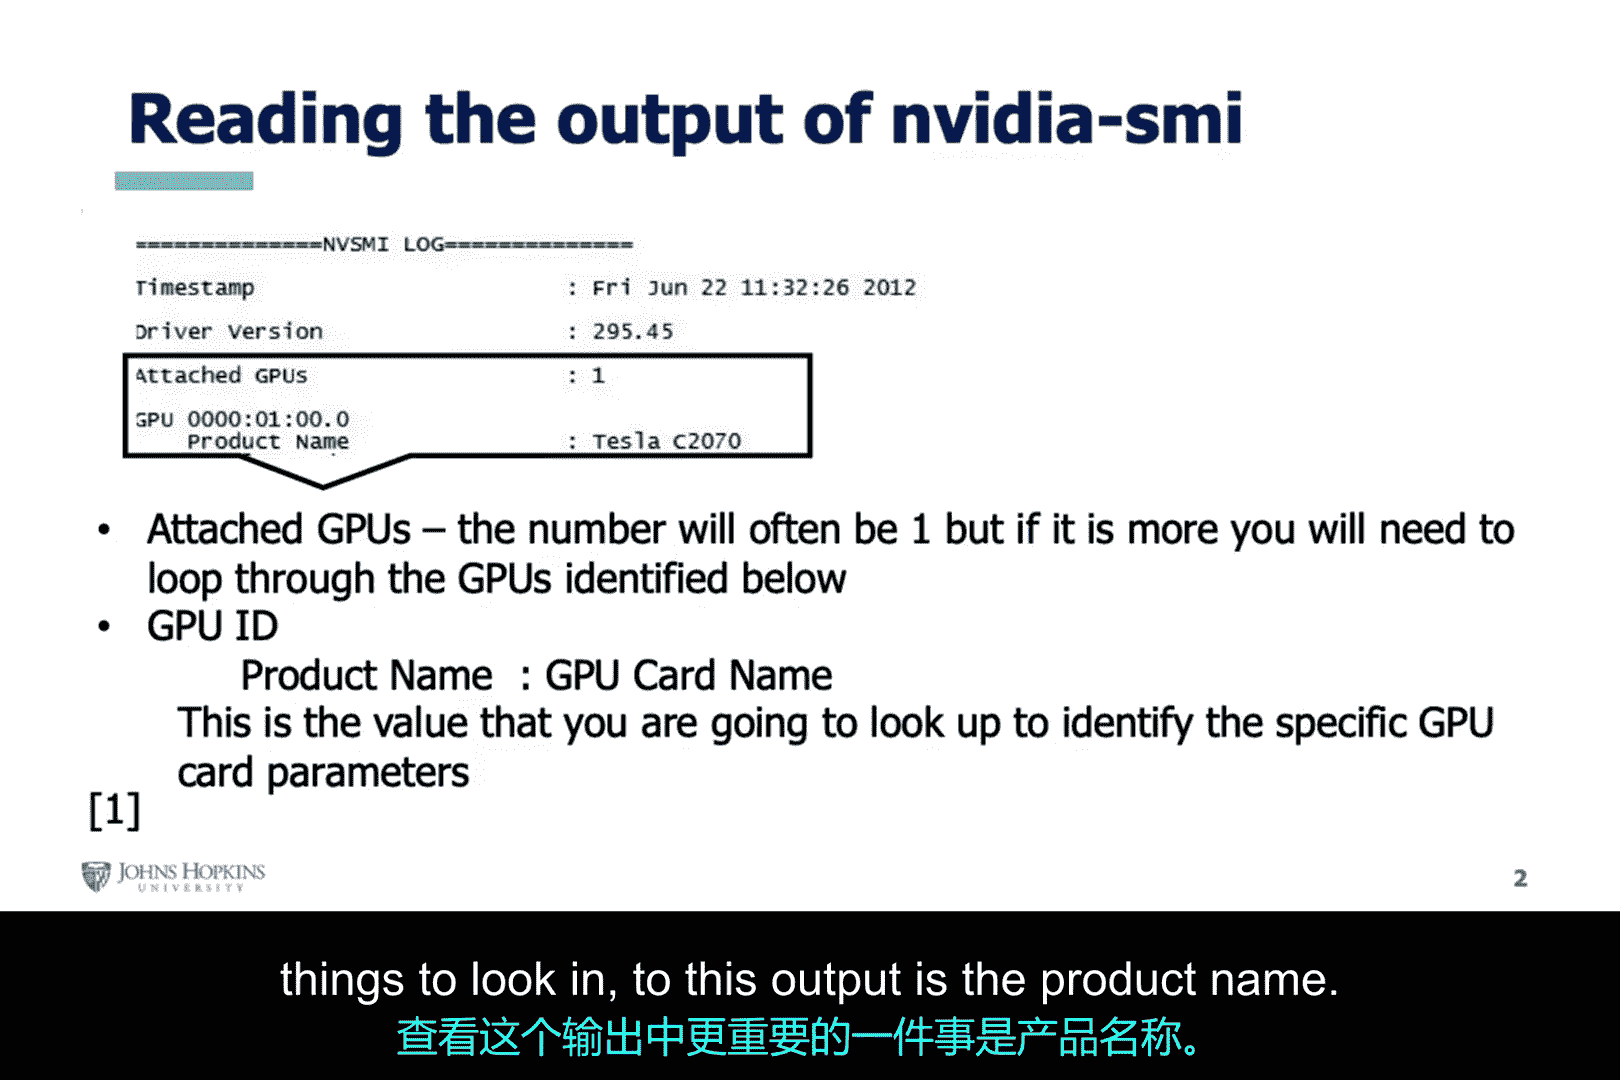 Reading the output of nvidia-smi
==============NVSMI LOG==============
Timestamp : Fri Jun 22 11:32:26 2012
Driver Version : 295.45
Attached GPUs : 1
GPU 0000:01:00.0
Product Name : Tesla C2070
• Attached GPUs – the number will often be 1 but if it is more you will need to
loop through the GPUs identified below
• GPU ID
Product Name : GPU Card Name
This is the value that you are going to look up to identify the specific GPU
card parameters
[1]
JOHNS HOPKINS
UNIVERSITY
2
things to look in, to this output is the product name.
查看这个输出中更重要的一件事是产品名称。